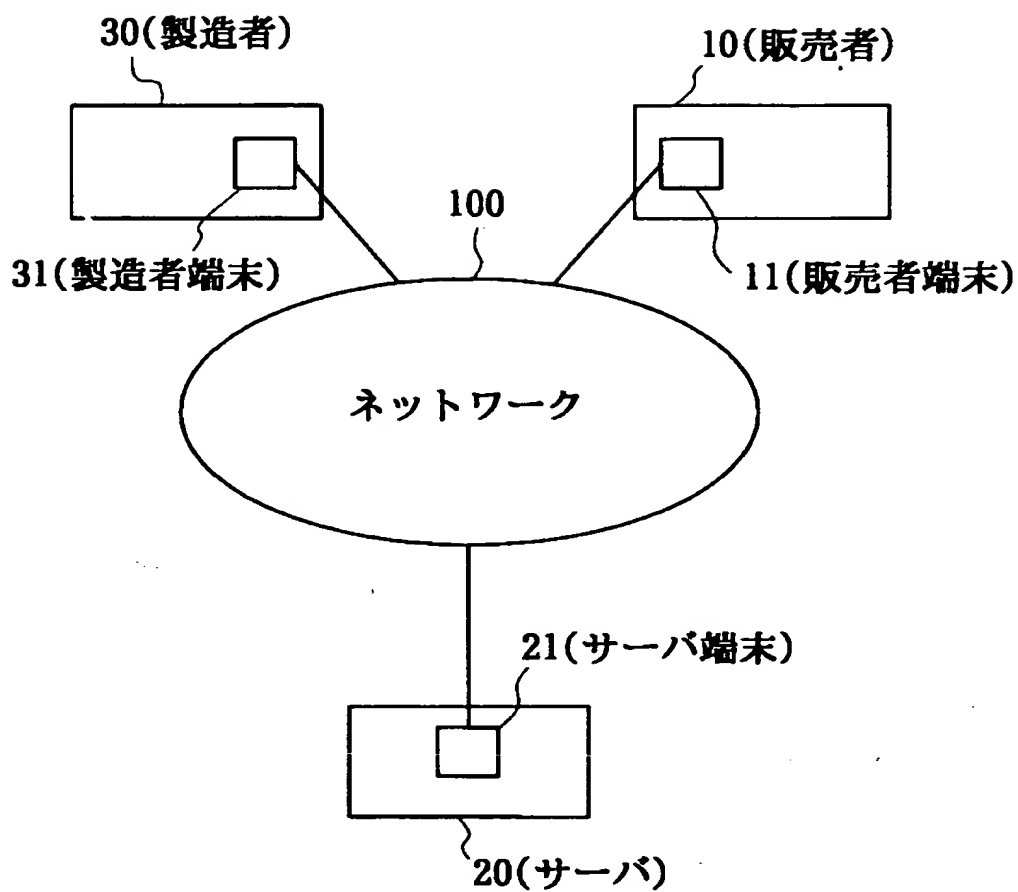 30(製造者)
10(販売者)
100
31(製造者端末)
11(販売者端末)
ネットワーク
21(サーバ端末)
20(サーバ)